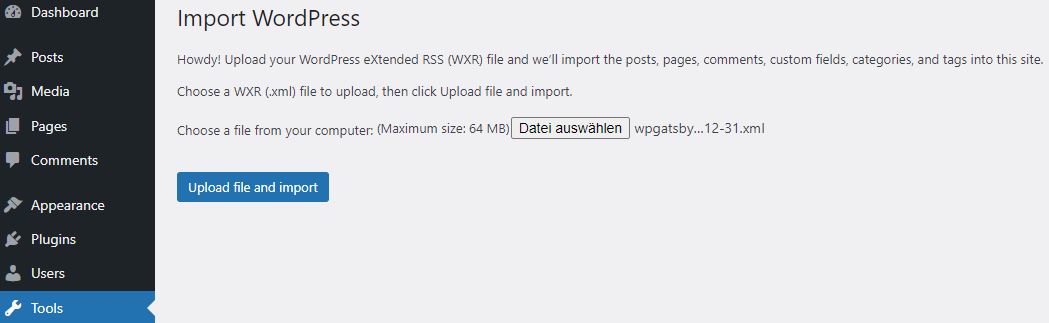 Dashboard
Posts
Media
Pages
Comments
Appearance
Plugins
Users
Tools
Import WordPress
Howdy! Upload your WordPress eXtended RSS (WXR) file and we’ll import the posts, pages, comments, custom fields, categories, and tags into this site.
Choose a WXR (.xml) file to upload, then click Upload file and import.
Choose a file from your computer: (Maximum size: 64 MB) Datei auswählen wpgatsby…12-31.xml
Upload file and import